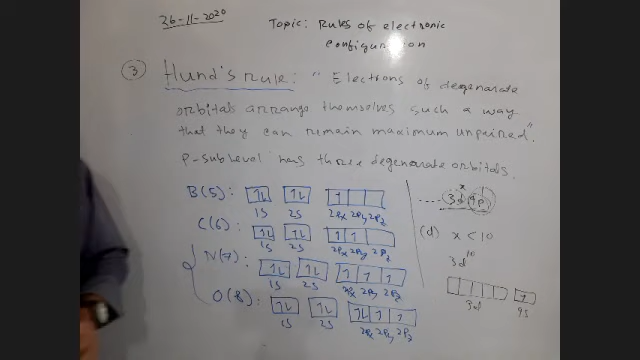 26-11-2020
Topic: Rules of electronic
configuration
③ Hund's rule: "Electrons of degenarate
orbitals arrange themselves such a way
that they can remain maximum unpaired"
P-sublevel has three degenarate orbitals.
B(5): 1L 1L 1
1S 2S 2Px 2Py 2Pz
C(6): 1L 1L 1 1
1S 2S 2Px 2Py 2Pz
N(7): 1L 1L 1 1 1
1S 2S 2Px 2Py 2Pz
O(8): 1L 1L 1L 1 1
1S 2S 2Px 2Py 2Pz
x
..... 3d 4p
(d) x < 10
3d10
1
3d 4S